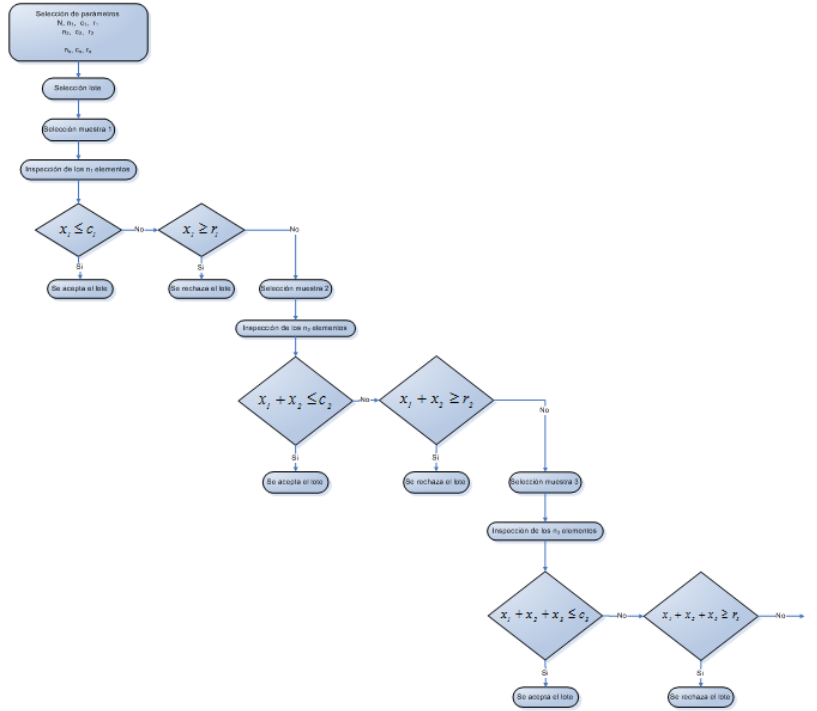 Selección de parámetros
N, n₁, c₁, r₁
n₂, c₂, r₂
nₙ, cₙ, rₙ
Selección lote
Selección muestra 1
Inspección de los n₁ elementos
x₁ ≤ c₁
No
x₁ ≥ r₁
No
Si
Si
Se acepta el lote
Se rechaza el lote
Selección muestra 2
Inspección de los n₂ elementos
x₁ + x₂ ≤ c₂
No
x₁ + x₂ ≥ r₂
No
Si
Si
Se acepta el lote
Se rechaza el lote
Selección muestra 3
Inspección de los n₃ elementos
x₁ + x₂ + x₃ ≤ c₃
No
x₁ + x₂ + x₃ ≥ r₃
No
Si
Si
Se acepta el lote
Se rechaza el lote